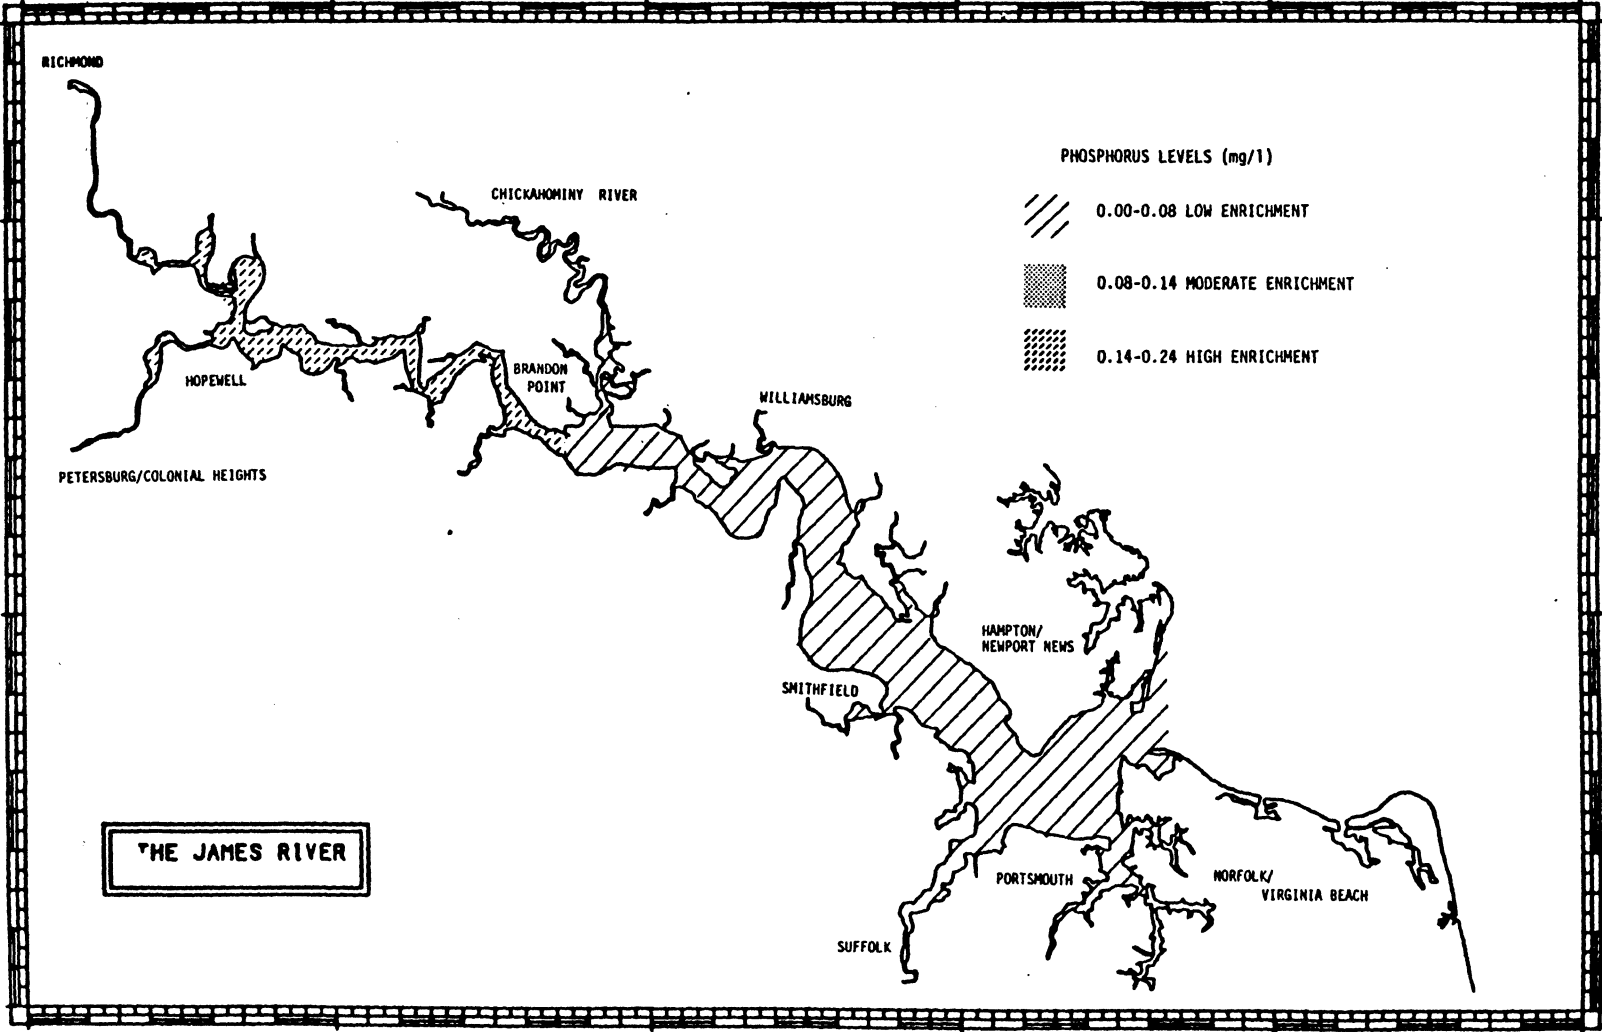 RICHMOND
CHICKAHOMINY RIVER
PHOSPHORUS LEVELS (mg/l)
0.00-0.08 LOW ENRICHMENT
0.08-0.14 MODERATE ENRICHMENT
0.14-0.24 HIGH ENRICHMENT
HOPEWELL
BRANDON
POINT
WILLIAMSBURG
PETERSBURG/COLONIAL HEIGHTS
HAMPTON/
NEWPORT NEWS
SMITHFIELD
THE JAMES RIVER
PORTSMOUTH
NORFOLK/
VIRGINIA BEACH
SUFFOLK